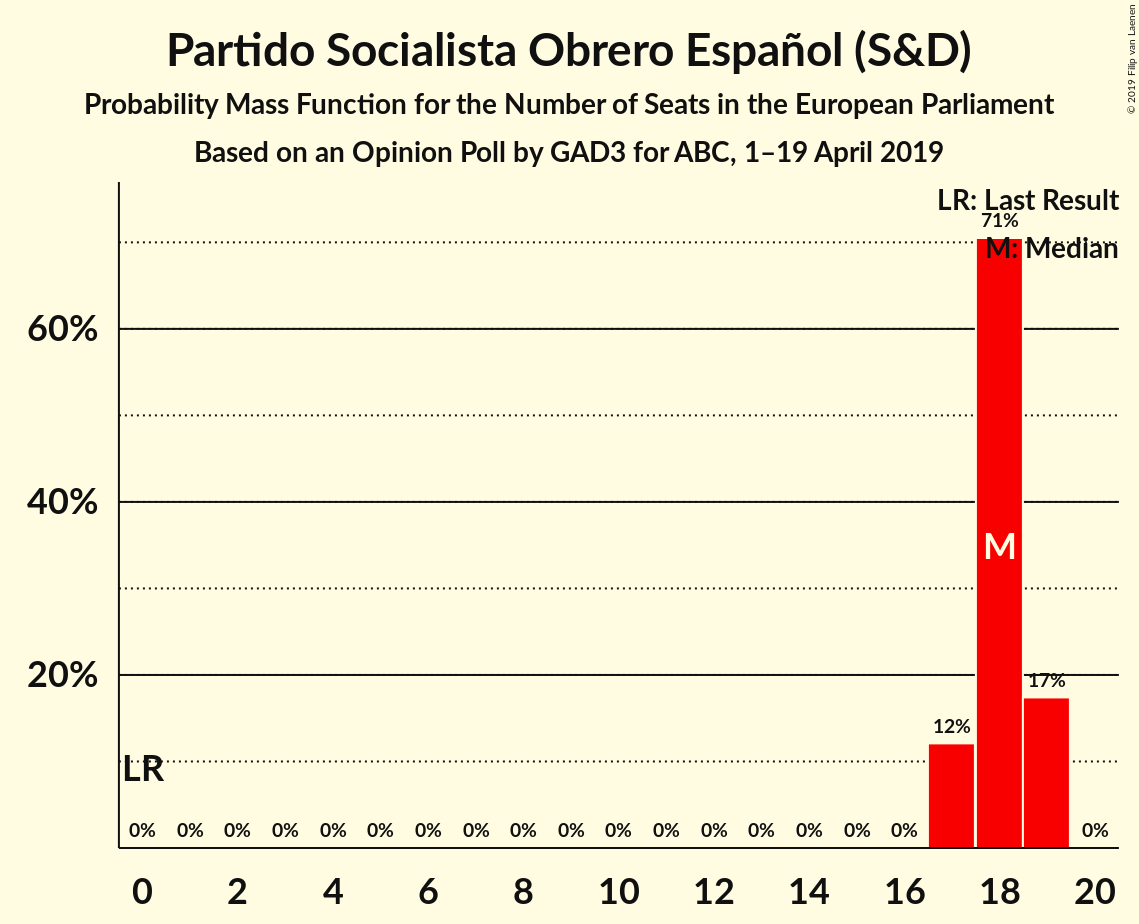 Partido Socialista Obrero Español (S&D)
Probability Mass Function for the Number of Seats in the European Parliament
Based on an Opinion Poll by GAD3 for ABC, 1–19 April 2019
© 2019 Filip van Laenen
LR: Last Result
71%
M: Median
60%
40%
M
20%
17%
12%
LR
0% 0% 0% 0% 0% 0% 0% 0% 0% 0% 0% 0% 0% 0% 0% 0% 0% 0%
0 2 4 6 8 10 12 14 16 18 20